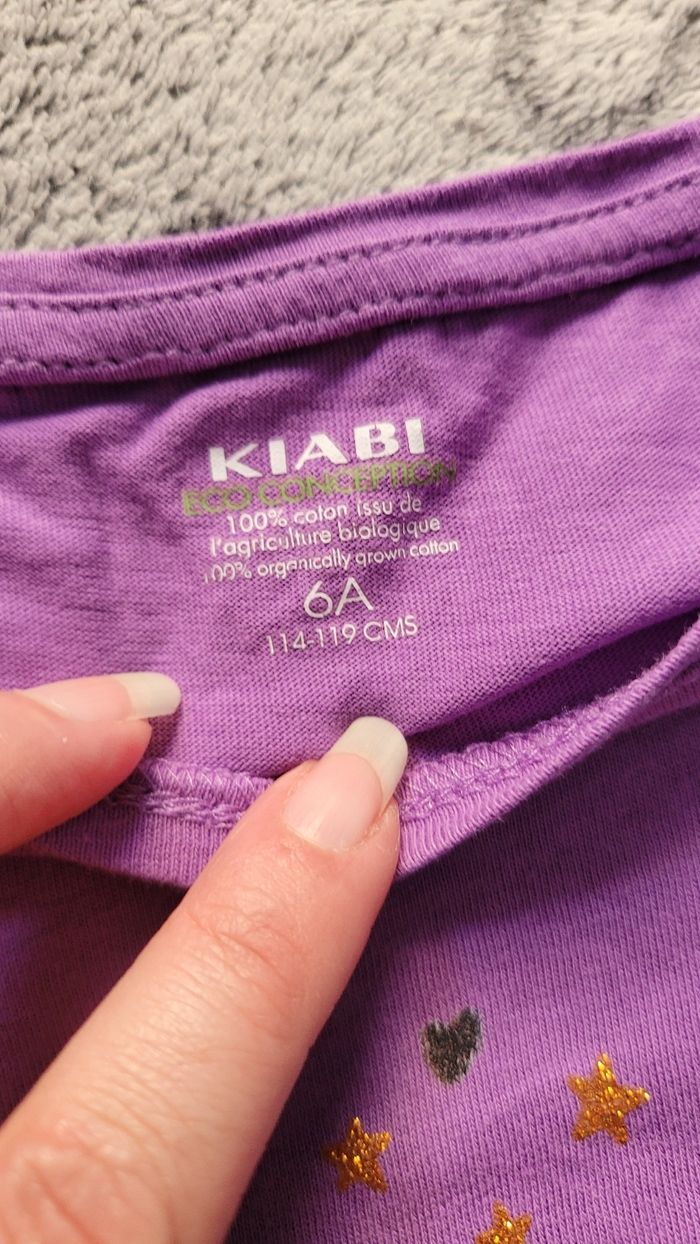 KIABI
ECO CONCEPTION
100% coton issu de
l'agriculture biologique
100% organically grown cotton
6A
114-119 CMS